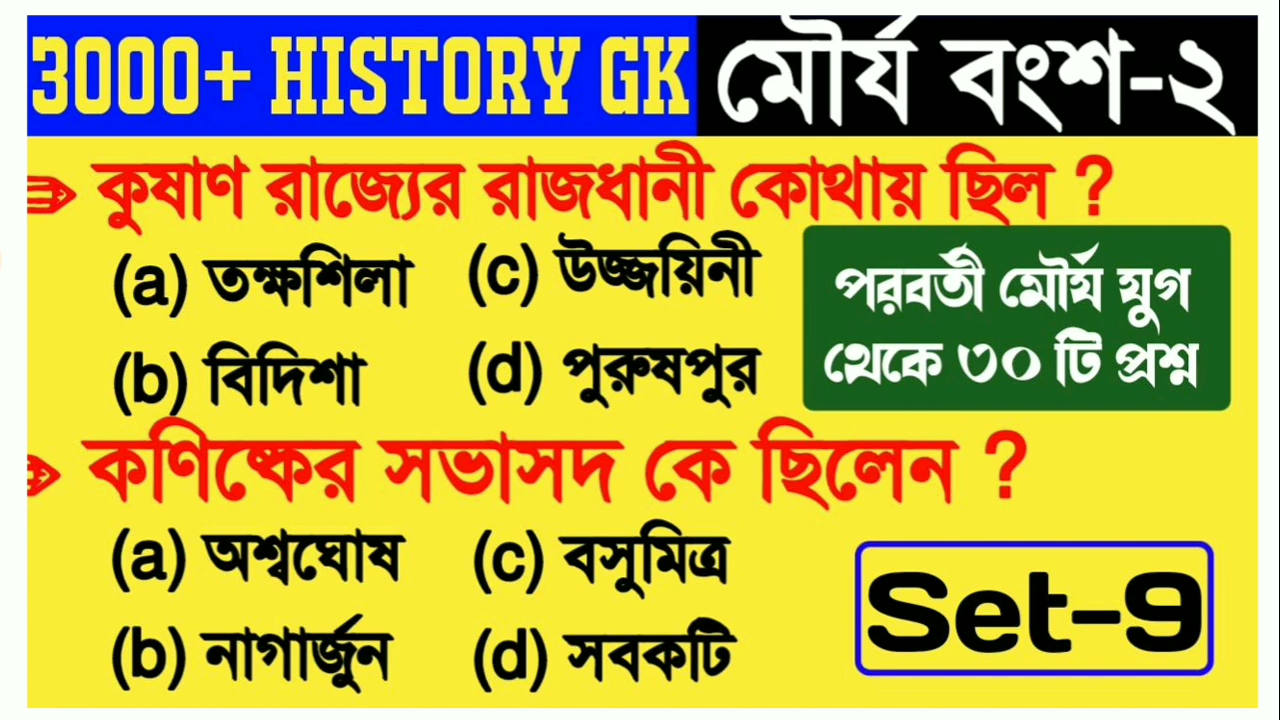 3000+ HISTORY GK মৌর্য বংশ-২
কুষাণ রাজ্যের রাজধানী কোথায় ছিল ?
(a) তক্ষশিলা (c) উজ্জয়িনী
(b) বিদিশা (d) পুরুষপুর
পরবর্তী মৌর্য যুগ
থেকে ৩০ টি প্রশ্ন
কণিষ্কের সভাসদ কে ছিলেন ?
(a) অশ্বঘোষ (c) বসুমিত্র
(b) নাগার্জুন (d) সবকটি
Set-9